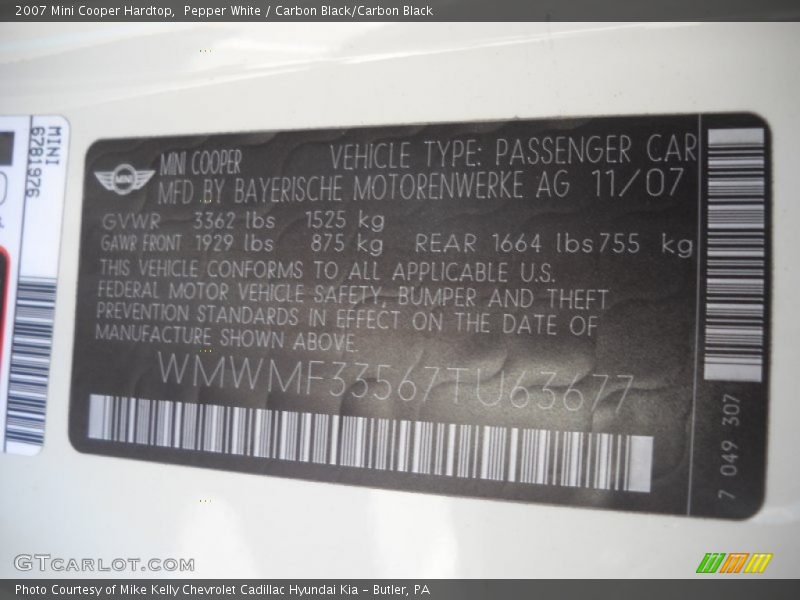 2007 Mini Cooper Hardtop,  Pepper White / Carbon Black/Carbon Black
MINI
6781976
MINI COOPER VEHICLE TYPE: PASSENGER CAR
MFD BY BAYERISCHE MOTORENWERKE AG 11/07
GVWR 3362 lbs 1525 kg
GAWR FRONT 1929 lbs 875 kg REAR 1664 lbs 755 kg
THIS VEHICLE CONFORMS TO ALL APPLICABLE U.S.
FEDERAL MOTOR VEHICLE SAFETY, BUMPER AND THEFT
PREVENTION STANDARDS IN EFFECT ON THE DATE OF
MANUFACTURE SHOWN ABOVE
WMWMF33567TU63677
7 049 307
GTcarlot.com
Photo Courtesy of Mike Kelly Chevrolet Cadillac Hyundai Kia - Butler, PA